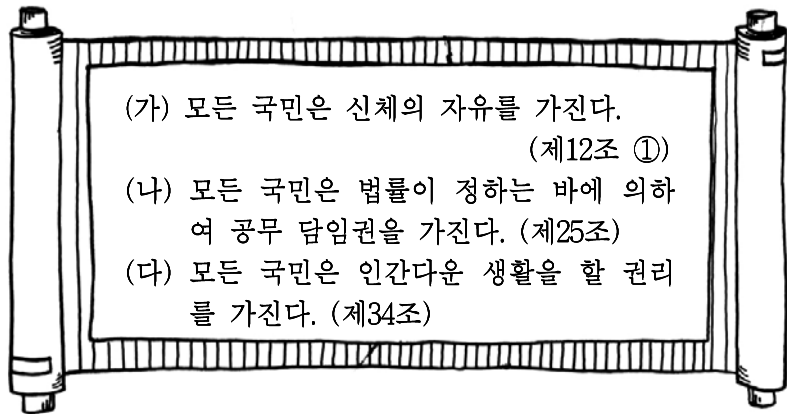 (가) 모든 국민은 신체의 자유를 가진다.
(제12조 ①)
(나) 모든 국민은 법률이 정하는 바에 의하
여 공무 담임권을 가진다. (제25조)
(다) 모든 국민은 인간다운 생활을 할 권리
를 가진다. (제34조)